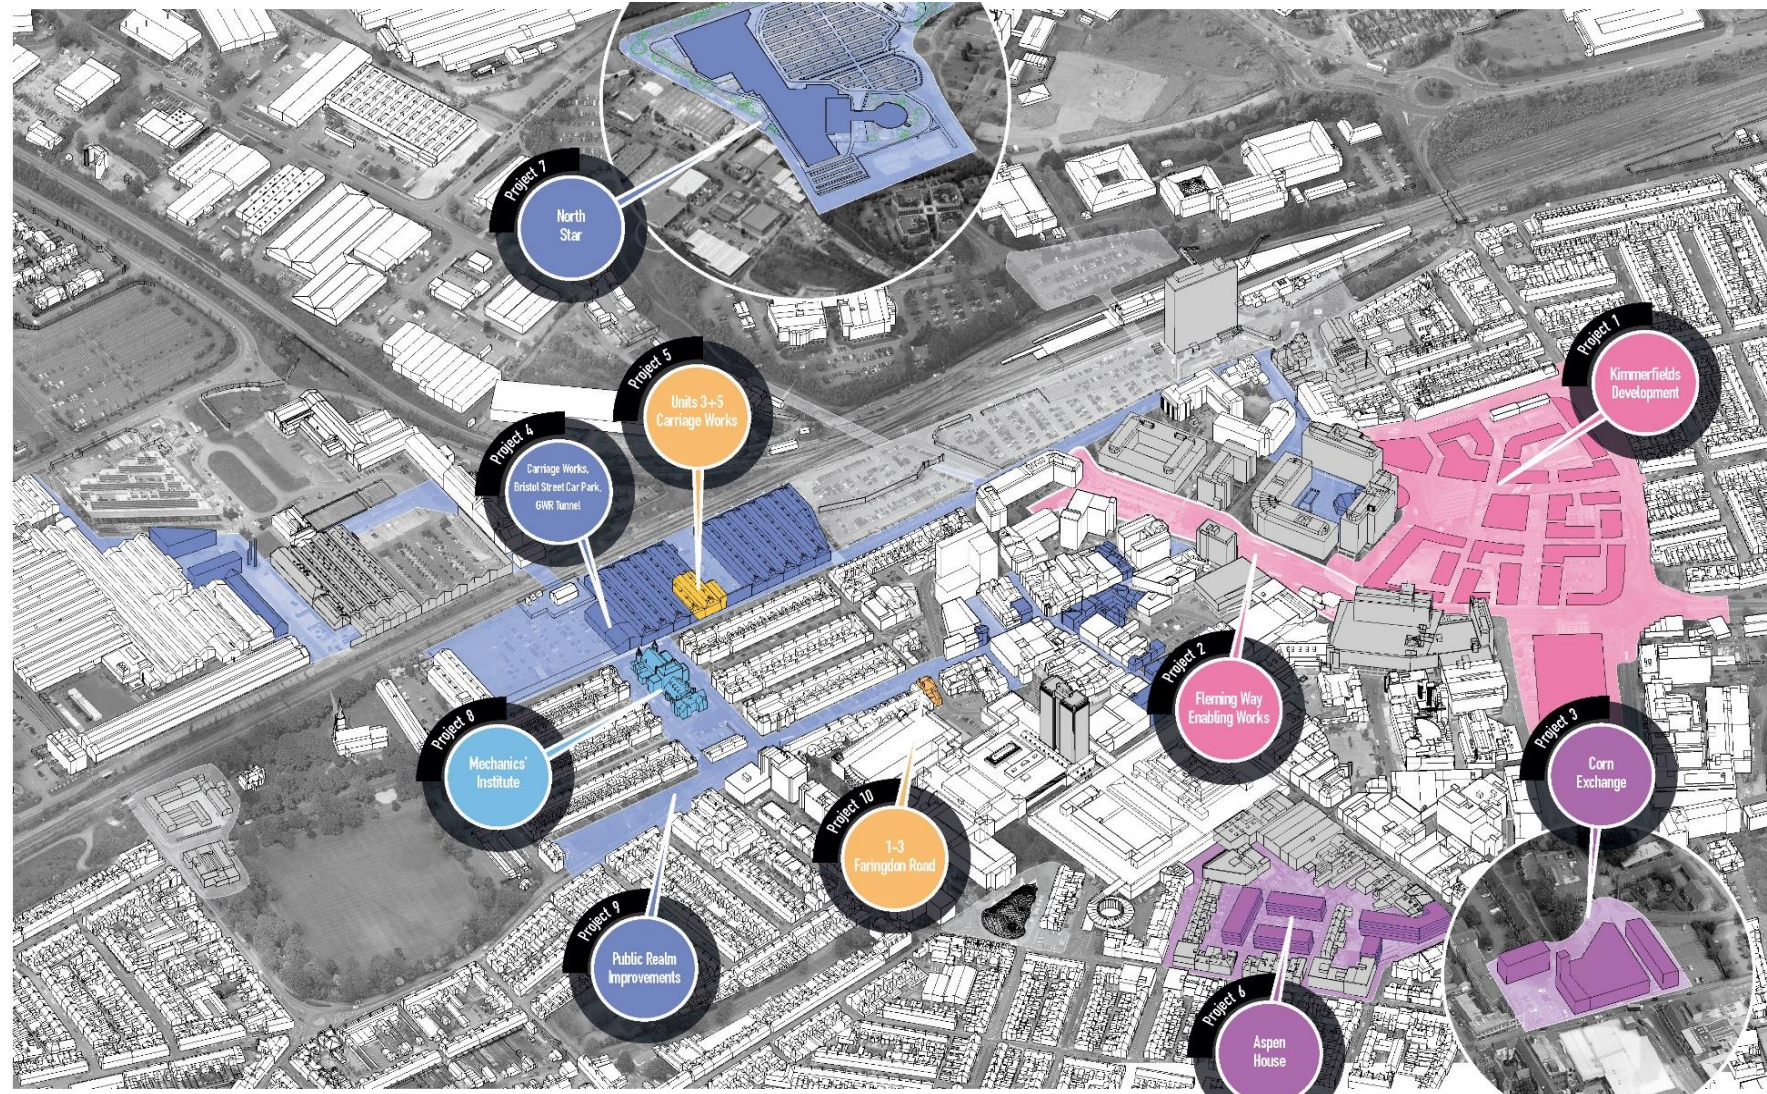 Project 7
North
Star
Project 1
Kimmerfields
Development
Project 5
Units 3+5
Carriage Works
Project 4
Carriage Works,
Bristol Street Car Park,
GWR Tunnel
Project 2
Fleming Way
Enabling Works
Project 3
Corn
Exchange
Project 8
Mechanics'
Institute
Project 10
1-3
Faringdon Road
Project 9
Public Realm
Improvements
Project 6
Aspen
House